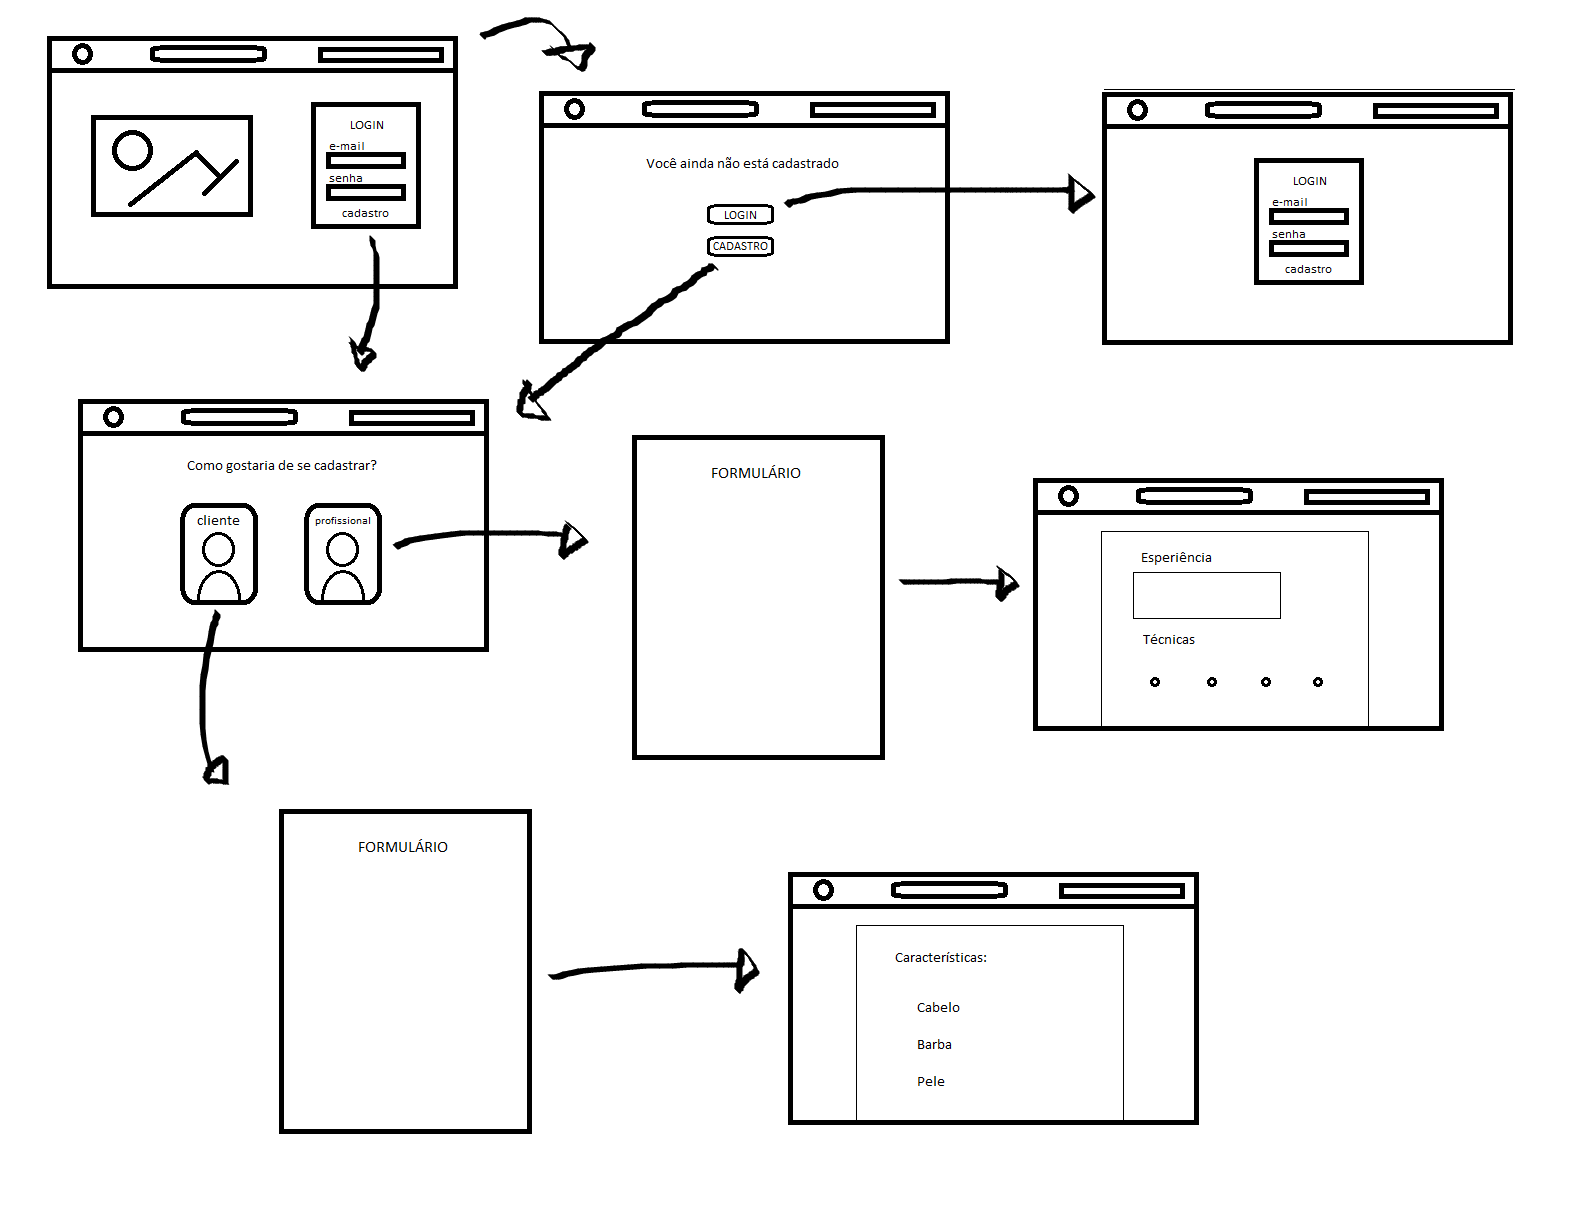 LOGIN
e-mail
senha
cadastro
Você ainda não está cadastrado
LOGIN
CADASTRO
LOGIN
e-mail
senha
cadastro
Como gostaria de se cadastrar?
cliente
profissional
FORMULÁRIO
Esperiência
Técnicas
FORMULÁRIO
Características:
Cabelo
Barba
Pele